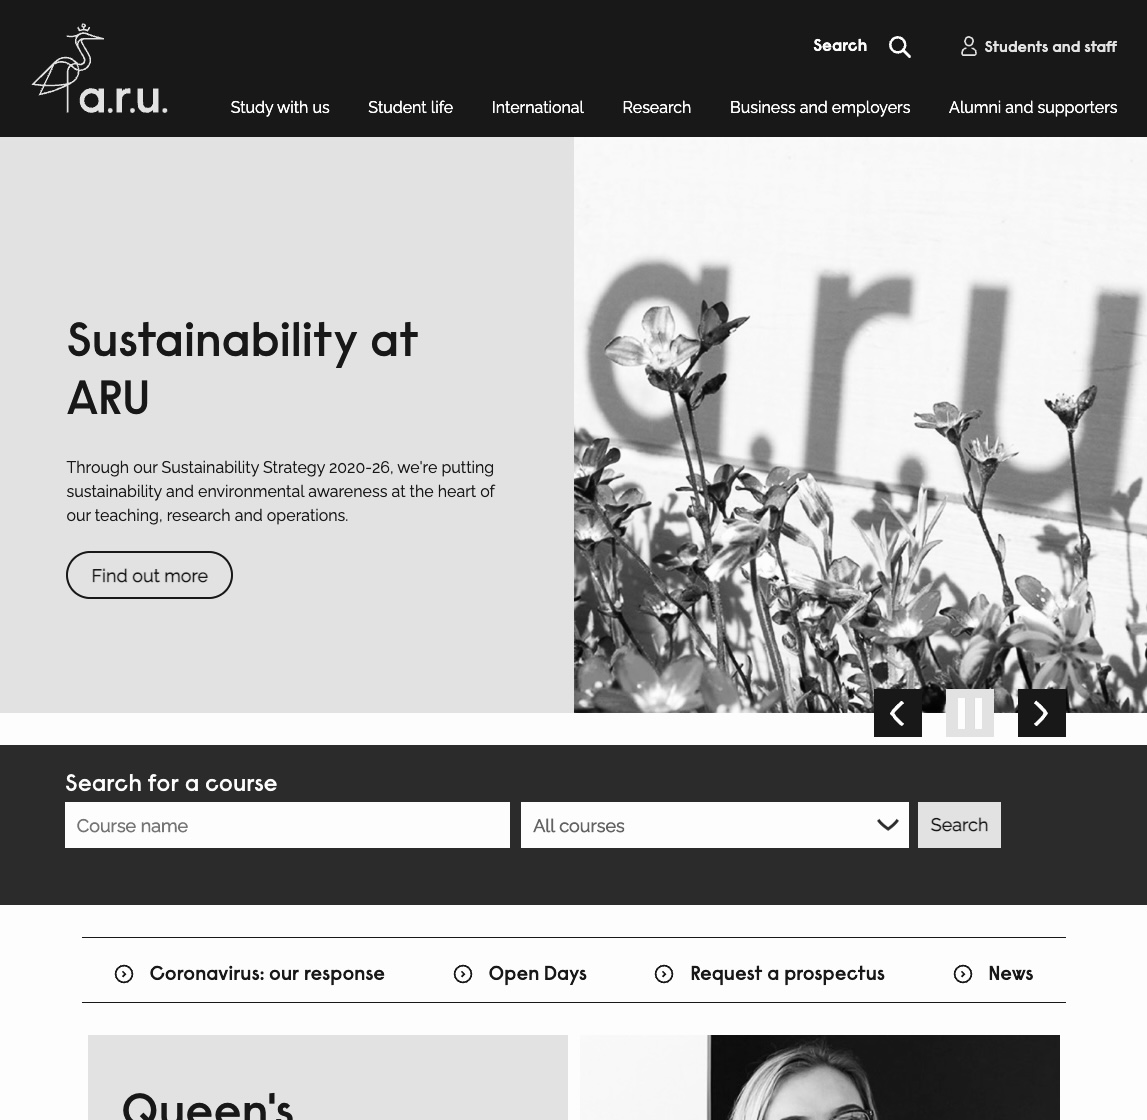 a.r.u.
Search
Students and staff
Study with us
Student life
International
Research
Business and employers
Alumni and supporters
a.r.u
Sustainability at
ARU
Through our Sustainability Strategy 2020-26, we're putting
sustainability and environmental awareness at the heart of
our teaching, research and operations.
Find out more
Search for a course
Course name
All courses
Search
Coronavirus: our response
Open Days
Request a prospectus
News
Queen's